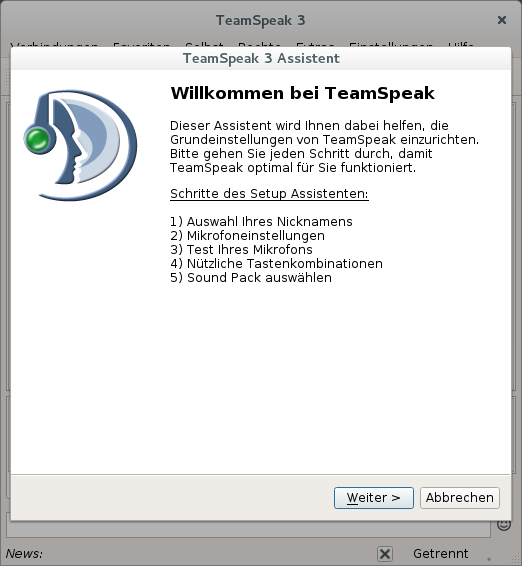 TeamSpeak 3
Verbindungen Favoriten Selbst Rechte Extras Einstellungen Hilfe
TeamSpeak 3 Assistent
Willkommen bei TeamSpeak
Dieser Assistent wird Ihnen dabei helfen, die
Grundeinstellungen von TeamSpeak einzurichten.
Bitte gehen Sie jeden Schritt durch, damit
TeamSpeak optimal für Sie funktioniert.
Schritte des Setup Assistenten:
1) Auswahl Ihres Nicknamens
2) Mikrofoneinstellungen
3) Test Ihres Mikrofons
4) Nützliche Tastenkombinationen
5) Sound Pack auswählen
Weiter > Abbrechen
News: Getrennt